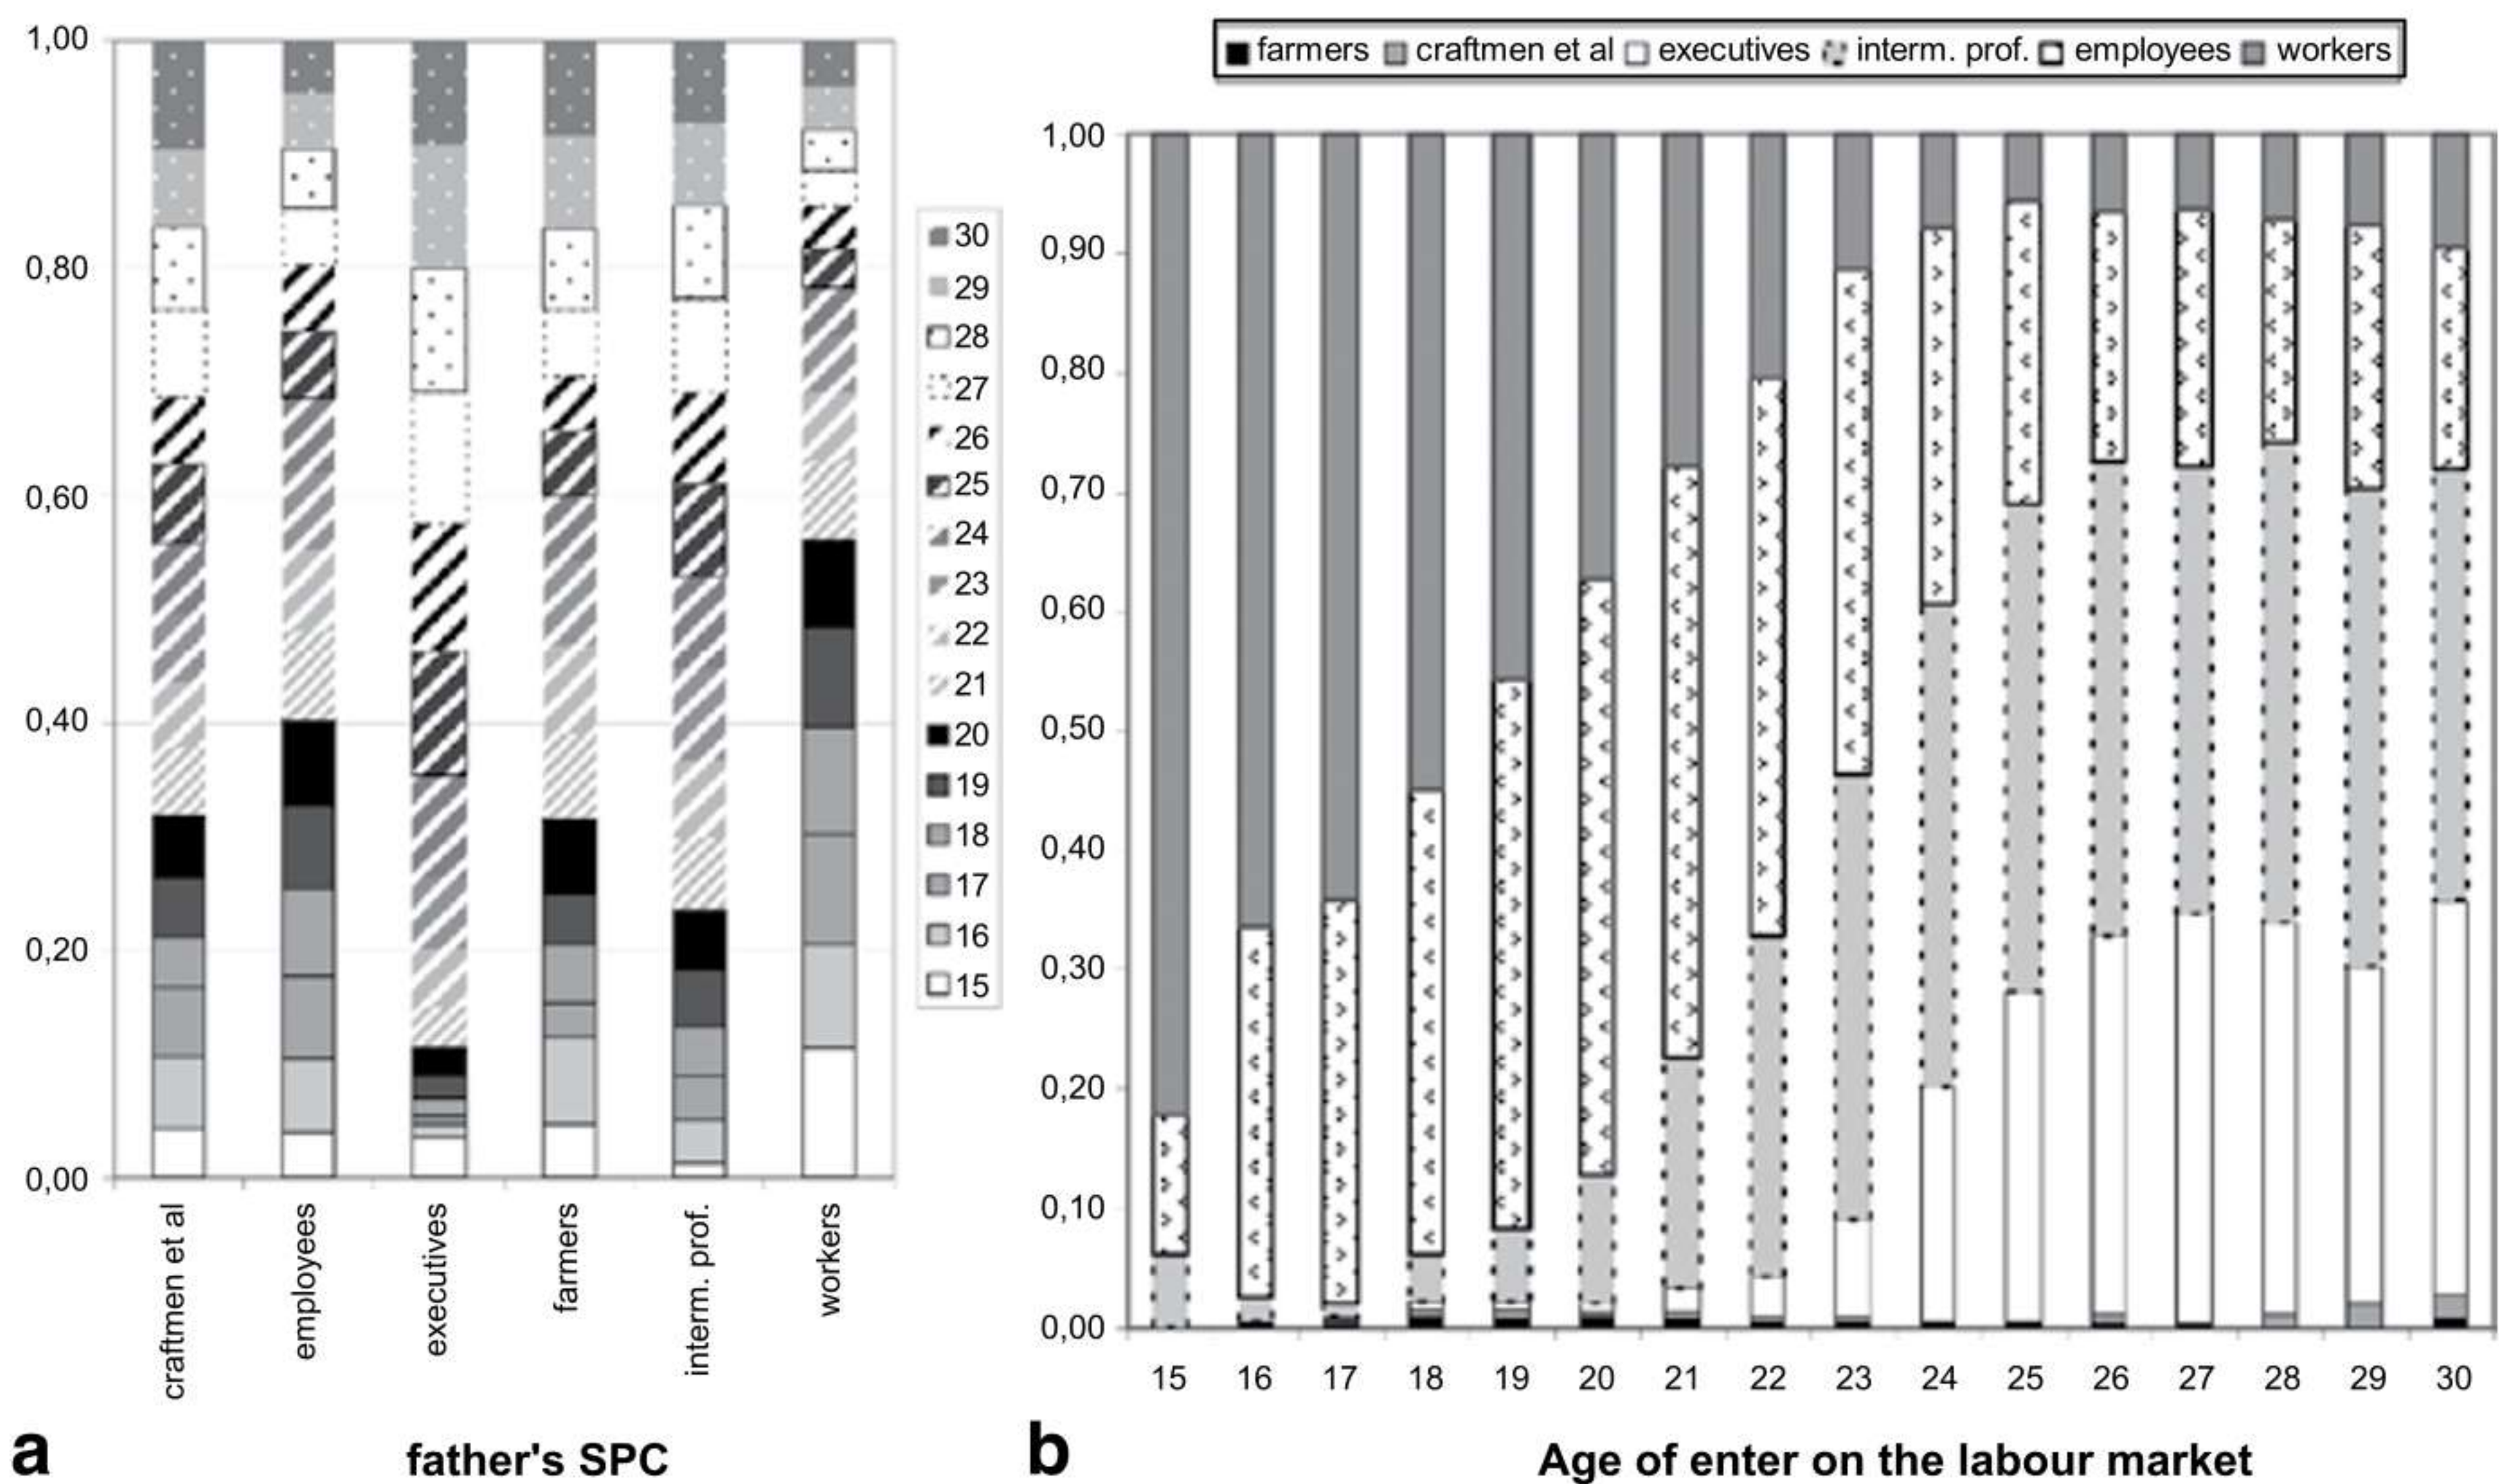 1,00
0,80
0,60
0,40
0,20
0,00
craftmen et al
employees
executives
farmers
interm. prof.
workers
30
29
28
27
26
25
24
23
22
21
20
19
18
17
16
15
a
father's SPC
farmers craftmen et al executives interm. prof. employees workers
1,00
0,90
0,80
0,70
0,60
0,50
0,40
0,30
0,20
0,10
0,00
15 16 17 18 19 20 21 22 23 24 25 26 27 28 29 30
b
Age of enter on the labour market